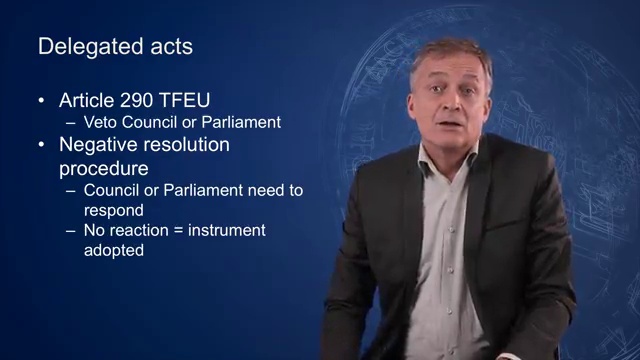 Delegated acts
• Article 290 TFEU
– Veto Council or Parliament
• Negative resolution
procedure
– Council or Parliament need to
respond
– No reaction = instrument
adopted